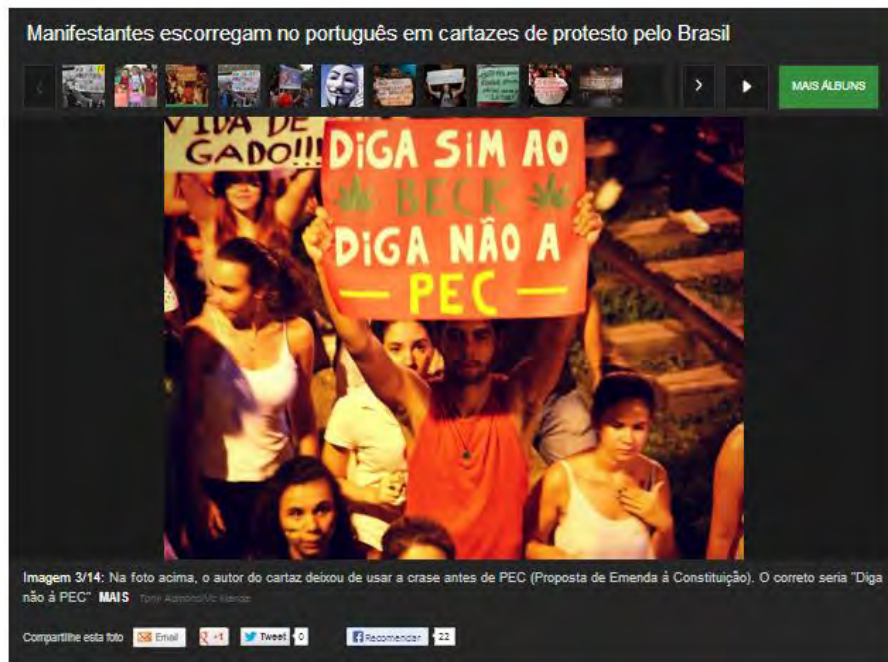 Manifestantes escorregam no português em cartazes de protesto pelo Brasil
MAIS ÁLBUNS
VIDA DE
GADO!!!
DIGA SIM AO
BECK
DIGA NÃO A
PEC
Imagem 3/14: Na foto acima, o autor do cartaz deixou de usar a crase antes de PEC (Proposta de Emenda à Constituição). O correto seria "Diga
não à PEC" MAIS
Compartilhe esta foto Email +1 Tweet 0 Recomendar 22